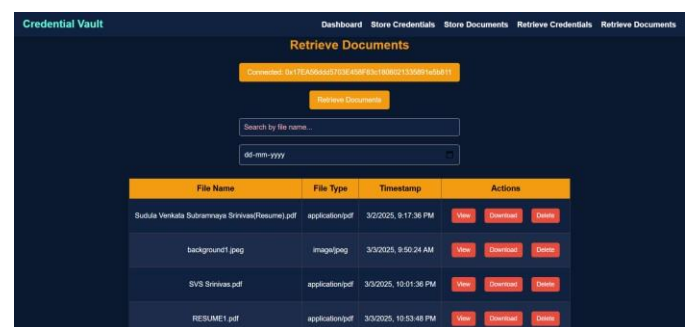 Credential Vault
Dashboard Store Credentials Store Documents Retrieve Credentials Retrieve Documents
Retrieve Documents
Connected:
Retrieve Documents
Search by file name...
dd-mm-yyyy
File Name File Type Timestamp Actions
Sudula Venkata Subramnaya Srinivas(Resume).pdf application/pdf 3/2/2025, 9:17:36 PM View Download Delete
background1.jpeg image/jpeg 3/3/2025, 9:50:24 AM View Download Delete
SVS Srinivas.pdf application/pdf 3/3/2025, 10:01:36 PM View Download Delete
RESUME1.pdf application/pdf 3/3/2025, 10:53:48 PM View Download Delete